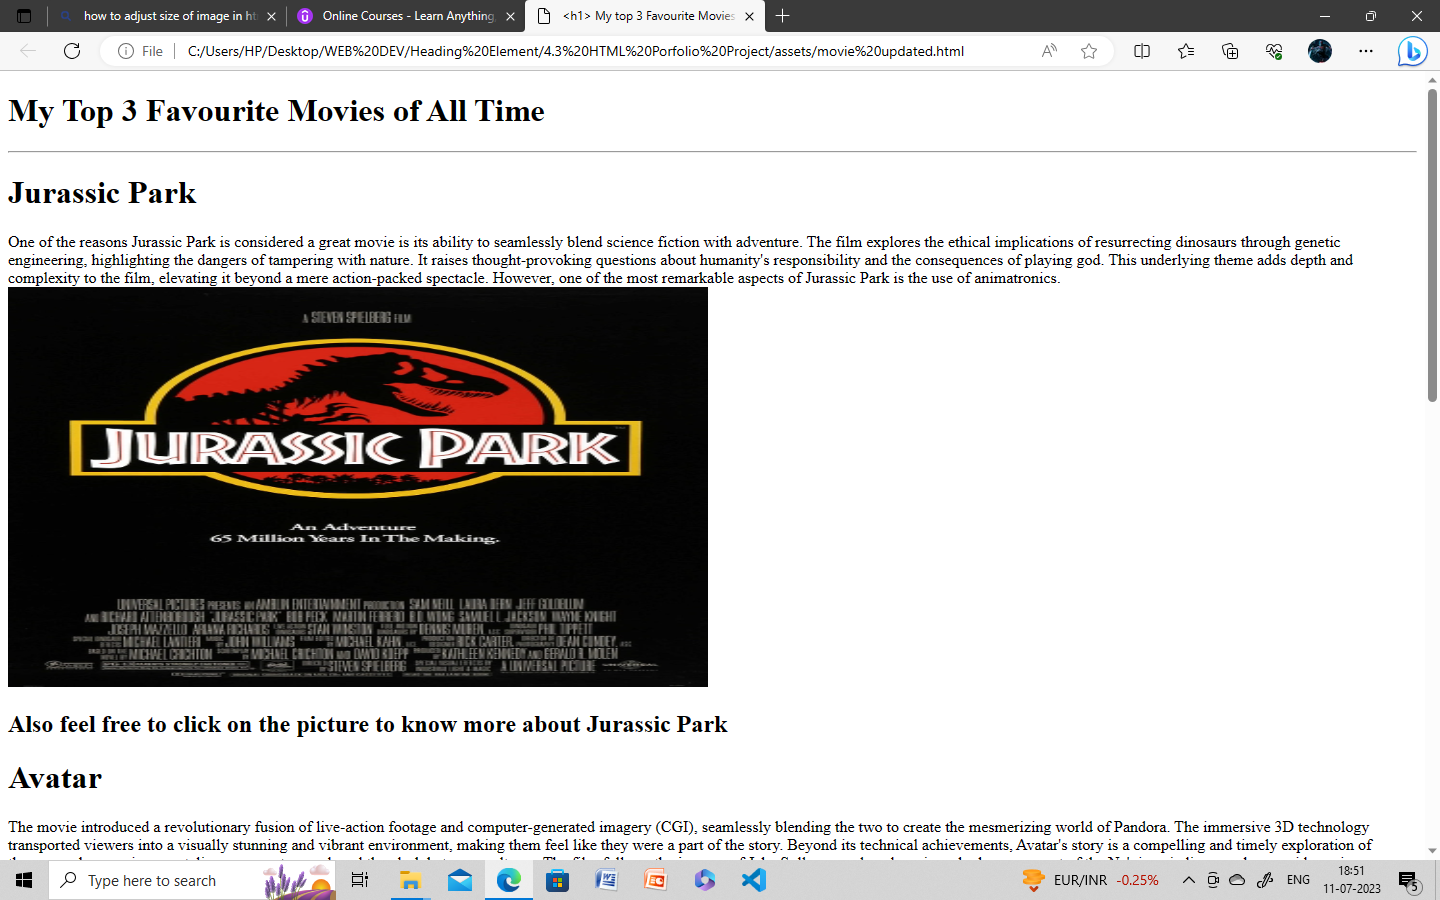 how to adjust size of image in ht
Online Courses - Learn Anything,
<h1> My top 3 Favourite Movies
File
C:/Users/HP/Desktop/WEB%20DEV/Heading%20Element/4.3%20HTML%20Porfolio%20Project/assets/movie%20updated.html
My Top 3 Favourite Movies of All Time
Jurassic Park
One of the reasons Jurassic Park is considered a great movie is its ability to seamlessly blend science fiction with adventure. The film explores the ethical implications of resurrecting dinosaurs through genetic
engineering, highlighting the dangers of tampering with nature. It raises thought-provoking questions about humanity's responsibility and the consequences of playing god. This underlying theme adds depth and
complexity to the film, elevating it beyond a mere action-packed spectacle. However, one of the most remarkable aspects of Jurassic Park is the use of animatronics.
A STEVEN SPIELBERG FILM
JURASSIC PARK
An Adventure
65 Million Years In The Making.
UNIVERSAL PICTURES PRESENTS AN AMBLIN ENTERTAINMENT PRODUCTION SAM NEILL LAURA DERN JEFF GOLDBLUM
AND RICHARD ATTENBOROUGH "JURASSIC PARK" BOB PECK MARTIN FERRERO B.D. WONG SAMUEL L. JACKSON WAYNE KNIGHT
JOSEPH MAZZELLO ARIANA RICHARDS STAN WINSTON DENNIS MUREN, A.S.C. PHIL TIPPETT
MICHAEL LANTIERI JOHN WILLIAMS MICHAEL KAHN RICK CARTER DEAN CUNDEY
MICHAEL CRICHTON MICHAEL CRICHTON AND DAVID KOEPP KATHLEEN KENNEDY AND GERALD R. MOLEN
STEVEN SPIELBERG A UNIVERSAL PICTURE
Also feel free to click on the picture to know more about Jurassic Park
Avatar
The movie introduced a revolutionary fusion of live-action footage and computer-generated imagery (CGI), seamlessly blending the two to create the mesmerizing world of Pandora. The immersive 3D technology
transported viewers into a visually stunning and vibrant environment, making them feel like they were a part of the story. Beyond its technical achievements, Avatar's story is a compelling and timely exploration of
Type here to search
EUR/INR -0.25%
ENG
18:51
11-07-2023
5